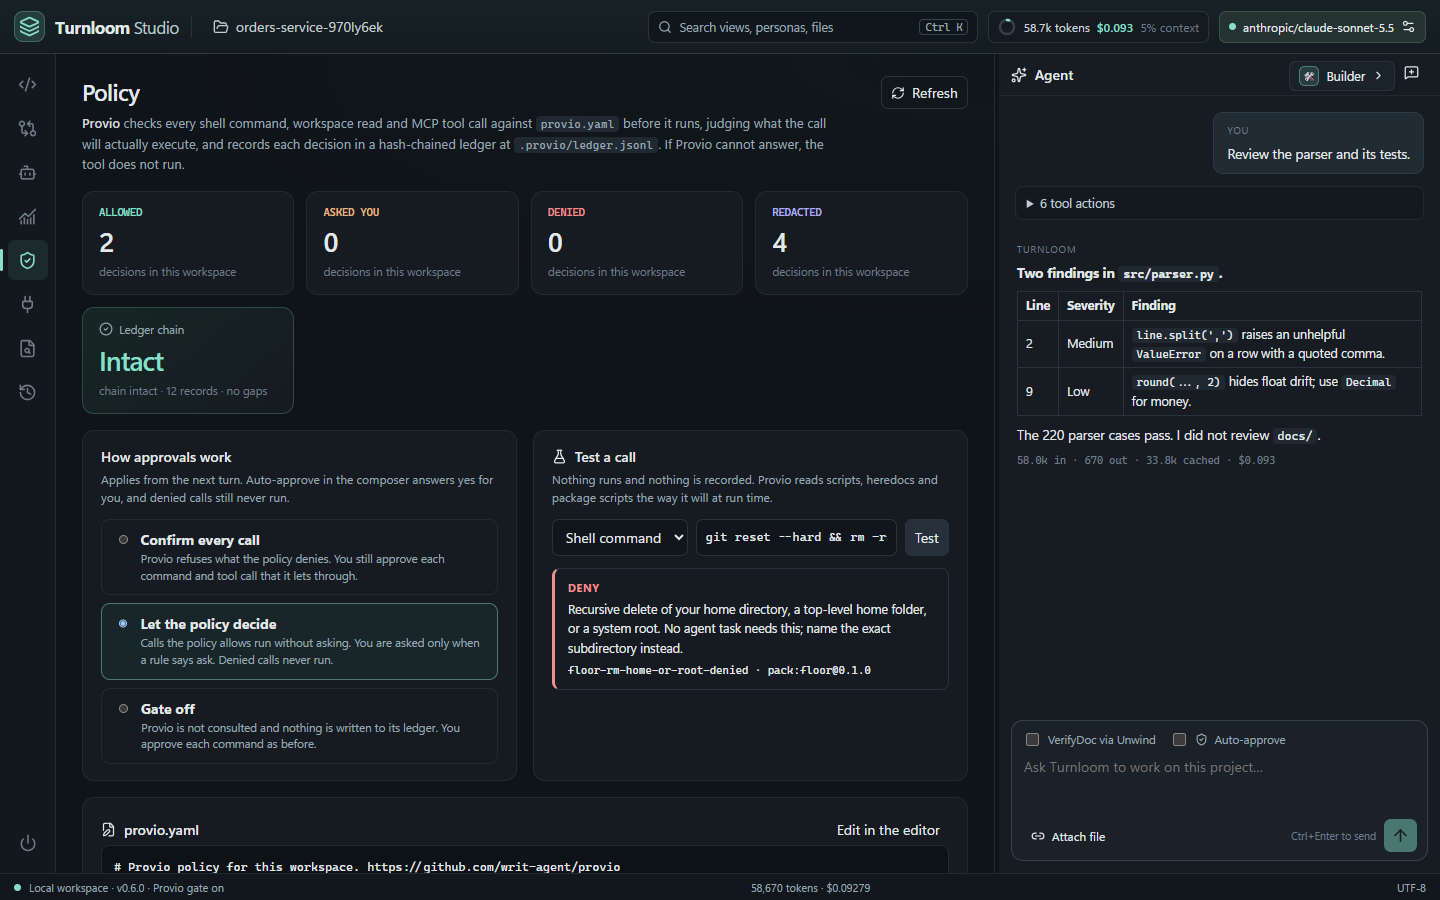 Turnloom Studio
orders-service-970ly6ek
Search views, personas, files
Ctrl K
58.7k tokens $0.093 5% context
anthropic/claude-sonnet-5.5
Policy
Refresh
Provio checks every shell command, workspace read and MCP tool call against provio.yaml before it runs, judging what the call
will actually execute, and records each decision in a hash-chained ledger at .provio/ledger.jsonl. If Provio cannot answer, the
tool does not run.
ALLOWED
2
decisions in this workspace
ASKED YOU
0
decisions in this workspace
DENIED
0
decisions in this workspace
REDACTED
4
decisions in this workspace
Ledger chain
Intact
chain intact · 12 records · no gaps
How approvals work
Applies from the next turn. Auto-approve in the composer answers yes for
you, and denied calls still never run.
Confirm every call
Provio refuses what the policy denies. You still approve each
command and tool call that it lets through.
Let the policy decide
Calls the policy allows run without asking. You are asked only when
a rule says ask. Denied calls never run.
Gate off
Provio is not consulted and nothing is written to its ledger. You
approve each command as before.
Test a call
Nothing runs and nothing is recorded. Provio reads scripts, heredocs and
package scripts the way it will at run time.
Shell command
git reset --hard && rm -r
Test
DENY
Recursive delete of your home directory, a top-level home folder,
or a system root. No agent task needs this; name the exact
subdirectory instead.
floor-rm-home-or-root-denied · pack:floor@0.1.0
provio.yaml
Edit in the editor
# Provio policy for this workspace. https://github.com/writ-agent/provio
Agent
Builder
YOU
Review the parser and its tests.
6 tool actions
TURNLOOM
Two findings in src/parser.py.
Line Severity Finding
2 Medium line.split(',') raises an unhelpful
ValueError on a row with a quoted comma.
9 Low round(..., 2) hides float drift; use Decimal
for money.
The 220 parser cases pass. I did not review docs/.
58.0k in · 670 out · 33.8k cached · $0.093
VerifyDoc via Unwind
Auto-approve
Ask Turnloom to work on this project...
Attach file
Ctrl+Enter to send
Local workspace · v0.6.0 · Provio gate on
58,670 tokens · $0.09279
UTF-8